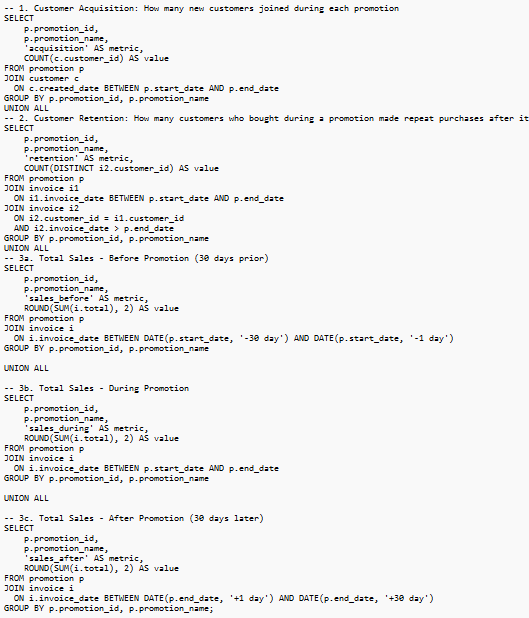 -- 1. Customer Acquisition: How many new customers joined during each promotion
SELECT
    p.promotion_id,
    p.promotion_name,
    'acquisition' AS metric,
    COUNT(c.customer_id) AS value
FROM promotion p
JOIN customer c
  ON c.created_date BETWEEN p.start_date AND p.end_date
GROUP BY p.promotion_id, p.promotion_name
UNION ALL
-- 2. Customer Retention: How many customers who bought during a promotion made repeat purchases after it
SELECT
    p.promotion_id,
    p.promotion_name,
    'retention' AS metric,
    COUNT(DISTINCT i2.customer_id) AS value
FROM promotion p
JOIN invoice i1
  ON i1.invoice_date BETWEEN p.start_date AND p.end_date
JOIN invoice i2
  ON i2.customer_id = i1.customer_id
  AND i2.invoice_date > p.end_date
GROUP BY p.promotion_id, p.promotion_name
UNION ALL
-- 3a. Total Sales - Before Promotion (30 days prior)
SELECT
    p.promotion_id,
    p.promotion_name,
    'sales_before' AS metric,
    ROUND(SUM(i.total), 2) AS value
FROM promotion p
JOIN invoice i
  ON i.invoice_date BETWEEN DATE(p.start_date, '-30 day') AND DATE(p.start_date, '-1 day')
GROUP BY p.promotion_id, p.promotion_name
UNION ALL
-- 3b. Total Sales - During Promotion
SELECT
    p.promotion_id,
    p.promotion_name,
    'sales_during' AS metric,
    ROUND(SUM(i.total), 2) AS value
FROM promotion p
JOIN invoice i
  ON i.invoice_date BETWEEN p.start_date AND p.end_date
GROUP BY p.promotion_id, p.promotion_name
UNION ALL
-- 3c. Total Sales - After Promotion (30 days later)
SELECT
    p.promotion_id,
    p.promotion_name,
    'sales_after' AS metric,
    ROUND(SUM(i.total), 2) AS value
FROM promotion p
JOIN invoice i
  ON i.invoice_date BETWEEN DATE(p.end_date, '+1 day') AND DATE(p.end_date, '+30 day')
GROUP BY p.promotion_id, p.promotion_name;